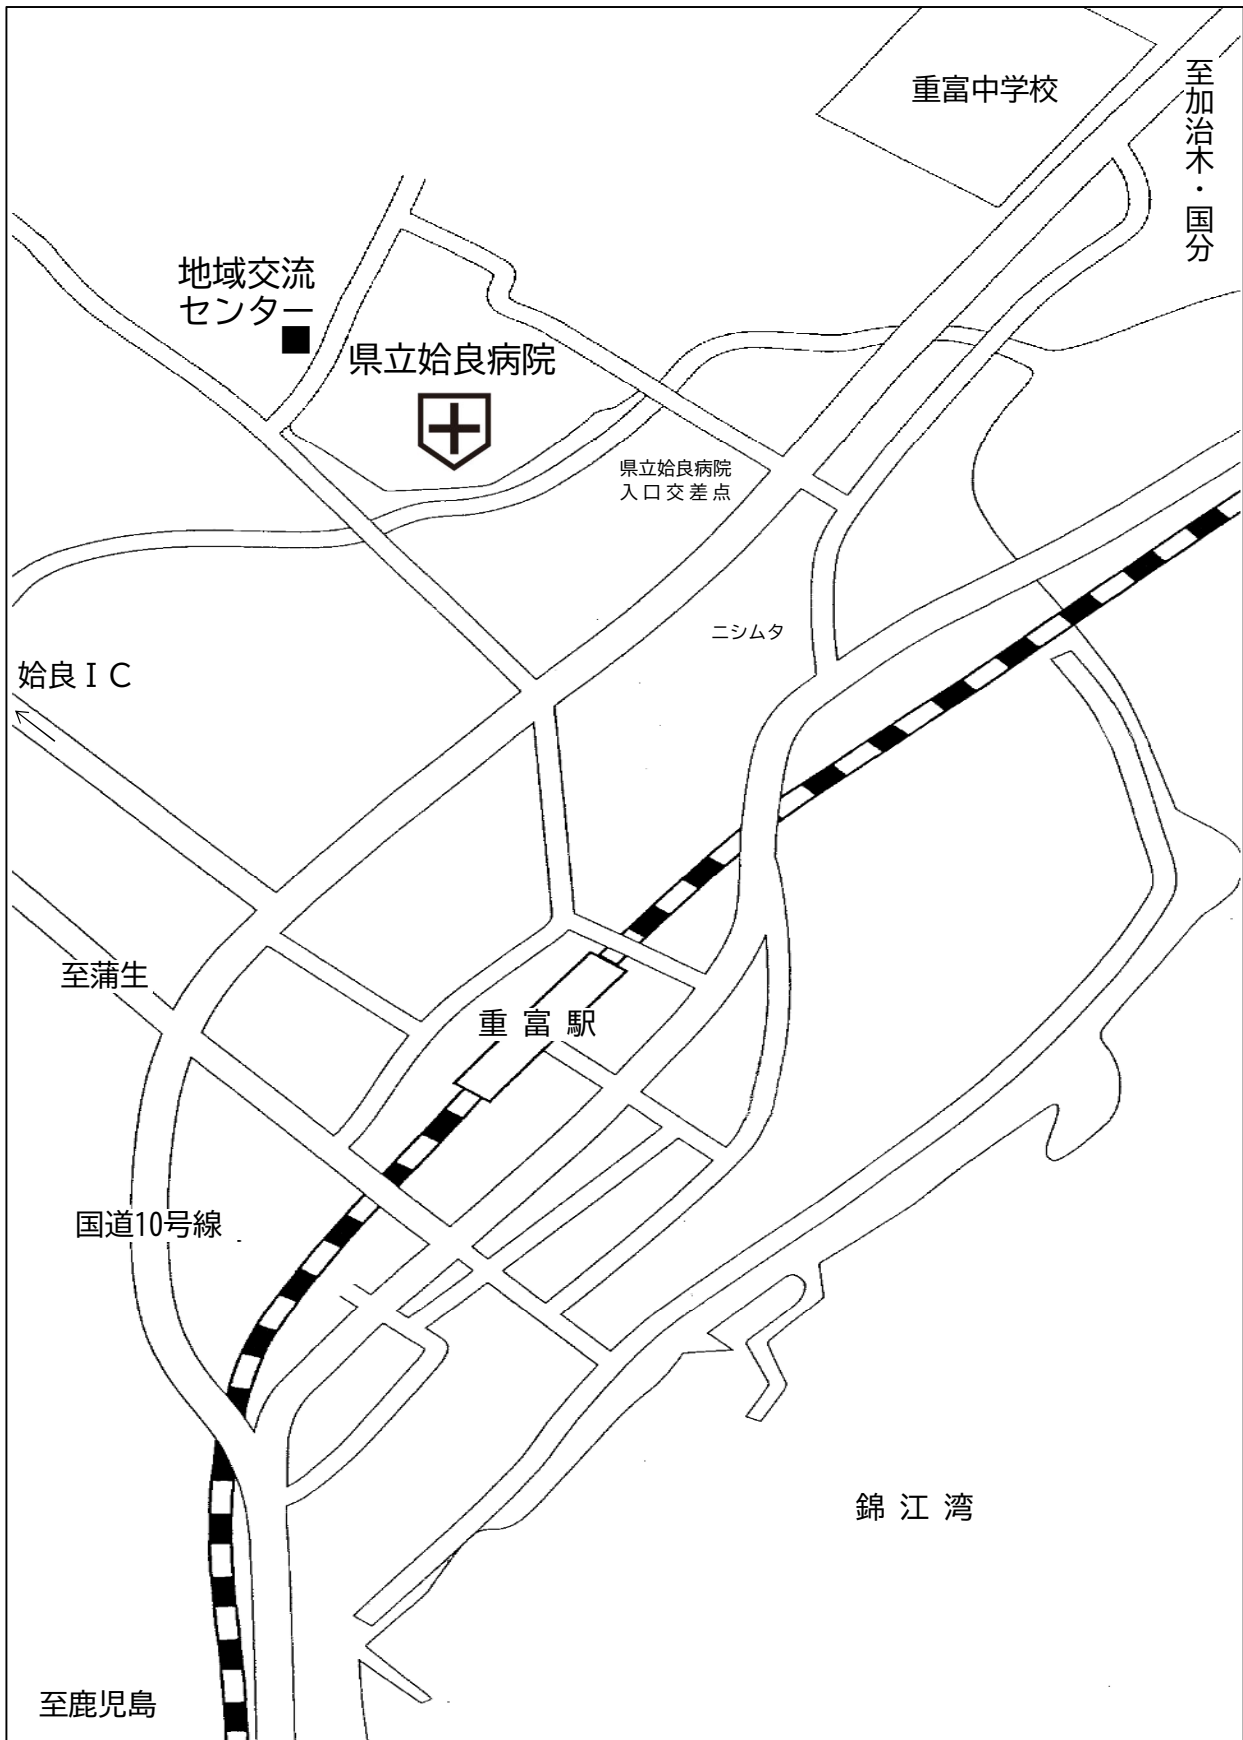 重富中学校
至加治木・国分
地域交流
センター
県立姶良病院
県立姶良病院
入口交差点
ニシムタ
姶良ＩＣ
至蒲生
重富駅
国道10号線
錦江湾
至鹿児島